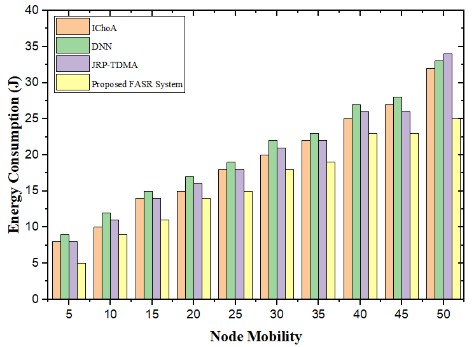 40
35
30
25
20
15
10
5
0
Energy Consumption (J)
IChoA
DNN
JRP-TDMA
Proposed FASR System
5 10 15 20 25 30 35 40 45 50
Node Mobility